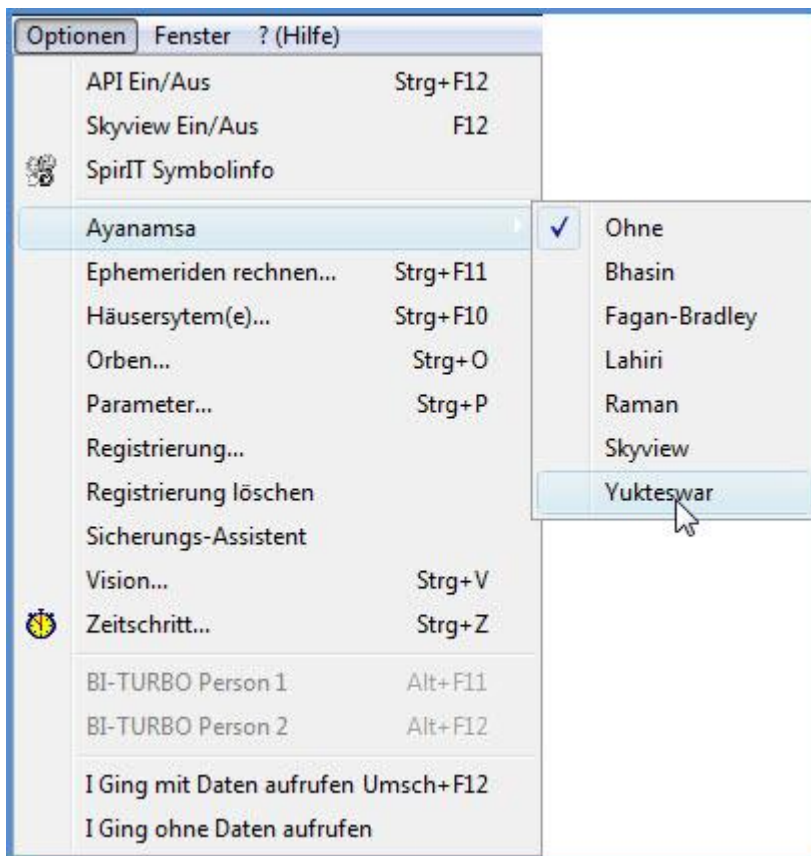 Optionen Fenster ? (Hilfe)
API Ein/Aus Strg+F12
Skyview Ein/Aus F12
SpirIT Symbolinfo
Ayanamsa
Ephemeriden rechnen... Strg+F11
Häusersytem(e)... Strg+F10
Orben... Strg+O
Parameter... Strg+P
Registrierung...
Registrierung löschen
Sicherungs-Assistent
Vision... Strg+V
Zeitschritt... Strg+Z
BI-TURBO Person 1 Alt+F11
BI-TURBO Person 2 Alt+F12
I Ging mit Daten aufrufen Umsch+F12
I Ging ohne Daten aufrufen
Ohne
Bhasin
Fagan-Bradley
Lahiri
Raman
Skyview
Yukteswar